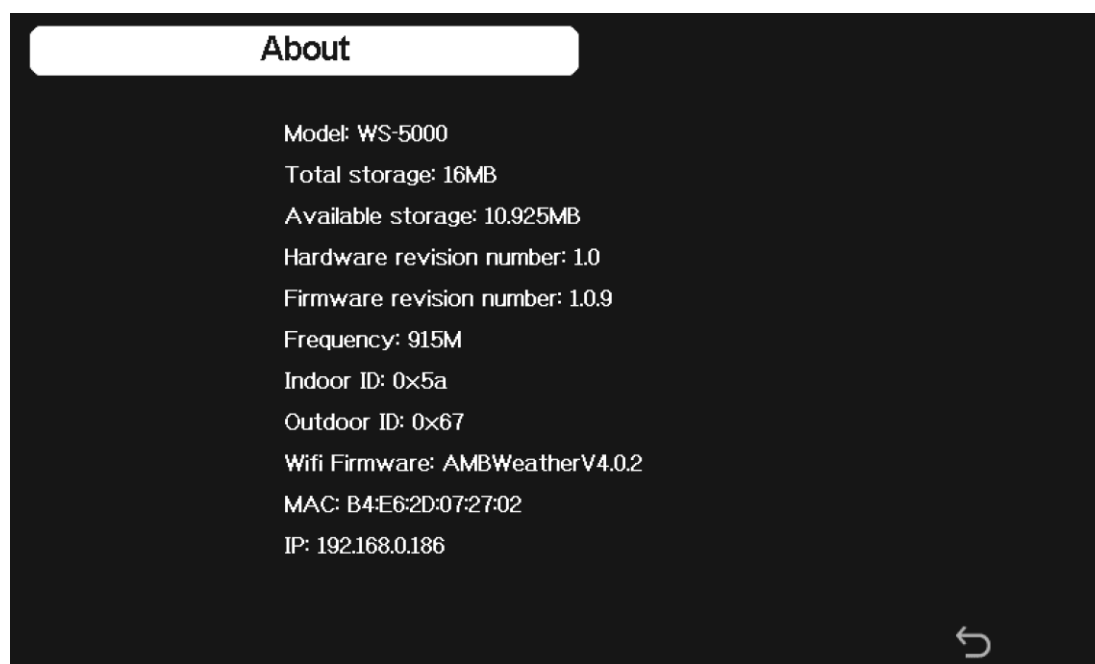 About
Model: WS-5000
Total storage: 16MB
Available storage: 10.925MB
Hardware revision number: 1.0
Firmware revision number: 1.0.9
Frequency: 915M
Indoor ID: 0x5a
Outdoor ID: 0x67
Wifi Firmware: AMBWeatherV4.0.2
MAC: B4:E6:2D:07:27:02
IP: 192.168.0.186